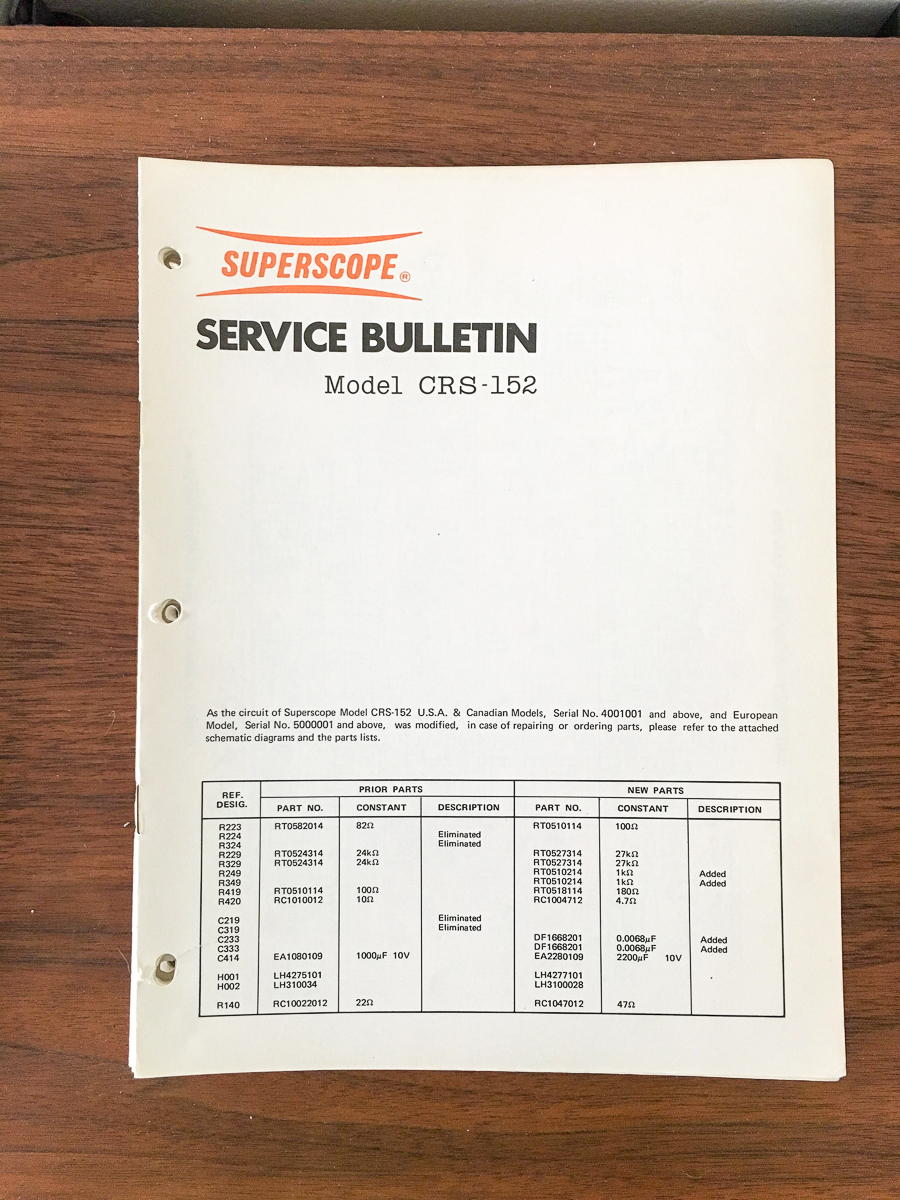 SUPERSCOPE®
SERVICE BULLETIN
Model CRS-152
As the circuit of Superscope Model CRS-152 U.S.A. & Canadian Models, Serial No. 4001001 and above, and European
Model, Serial No. 5000001 and above, was modified, in case of repairing or ordering parts, please refer to the attached
schematic diagrams and the parts lists.
REF. DESIG. PRIOR PARTS NEW PARTS
PART NO. CONSTANT DESCRIPTION PART NO. CONSTANT DESCRIPTION
R223 RT0582014 82Ω RT0510114 100Ω
R224 Eliminated
R324 Eliminated
R229 RT0524314 24kΩ RT0527314 27kΩ
R329 RT0524314 24kΩ RT0527314 27kΩ
R249 RT0510214 1kΩ Added
R349 RT0510214 1kΩ Added
R419 RT0510114 100Ω RT0518114 180Ω
R420 RC1010012 10Ω RC1004712 4.7Ω
C219 Eliminated
C319 Eliminated
C233 DF1668201 0.0068µF Added
C333 DF1668201 0.0068µF Added
C414 EA1080109 1000µF 10V EA2280109 2200µF 10V
H001 LH4275101 LH4277101
H002 LH310034 LH3100028
R140 RC10022012 22Ω RC1047012 47Ω